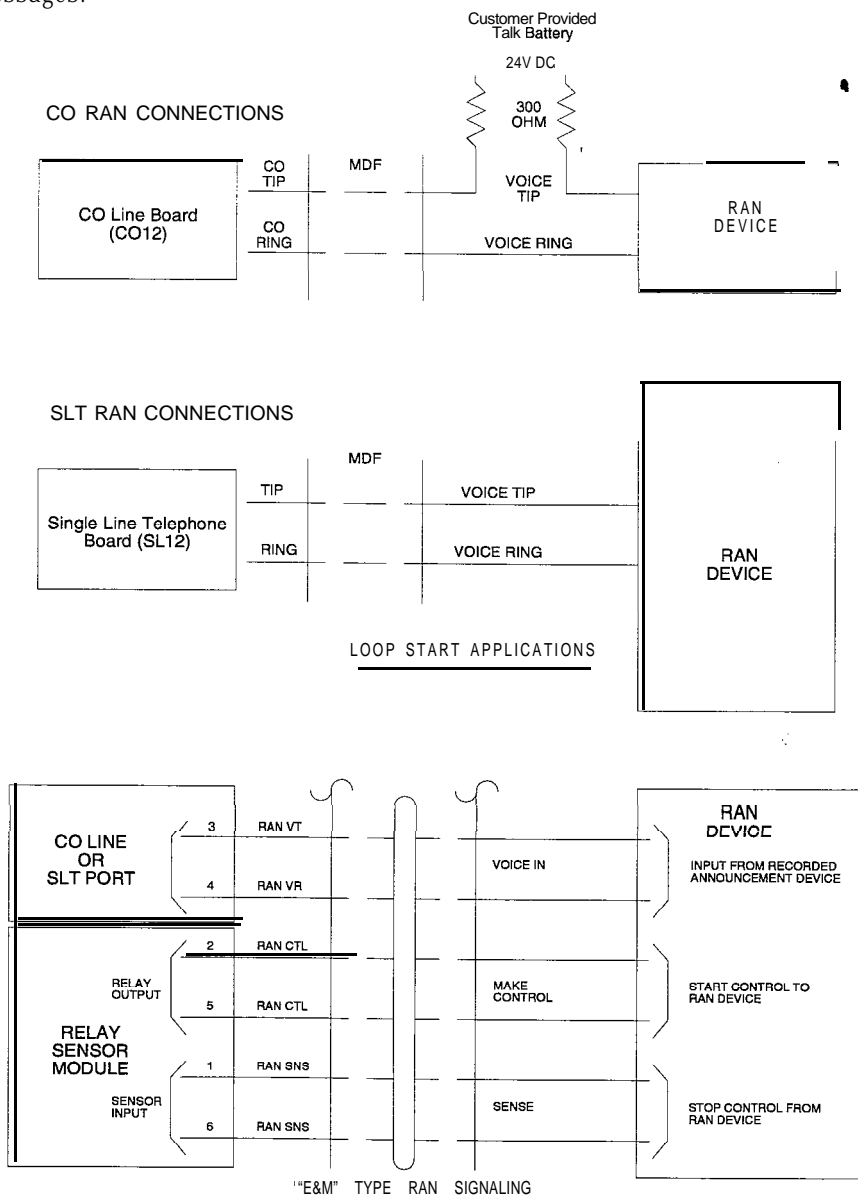 ssages.
Customer Provided
Talk Battery
24V DC
300
OHM
CO RAN CONNECTIONS
CO
TIP
MDF
VOICE
TIP
CO Line Board
(CO12)
CO
RING
VOICE RING
RAN
DEVICE
SLT RAN CONNECTIONS
MDF
TIP
VOICE TIP
Single Line Telephone
Board (SL12)
RING
VOICE RING
RAN
DEVICE
LOOP START APPLICATIONS
CO LINE
OR
SLT PORT
3 RAN VT
4 RAN VR
VOICE IN
RAN
DEVICE
INPUT FROM RECORDED
ANNOUNCEMENT DEVICE
RELAY
OUTPUT
2 RAN CTL
5 RAN CTL
MAKE
CONTROL
START CONTROL TO
RAN DEVICE
RELAY
SENSOR
MODULE
SENSOR
INPUT
1 RAN SNS
6 RAN SNS
SENSE
STOP CONTROL FROM
RAN DEVICE
"E&M" TYPE RAN SIGNALING